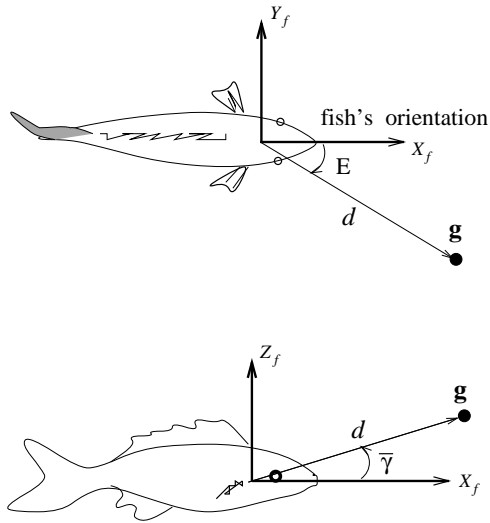 Y_f
fish's orientation
X_f
E
d
g
Z_f
g
d
γ̅
X_f